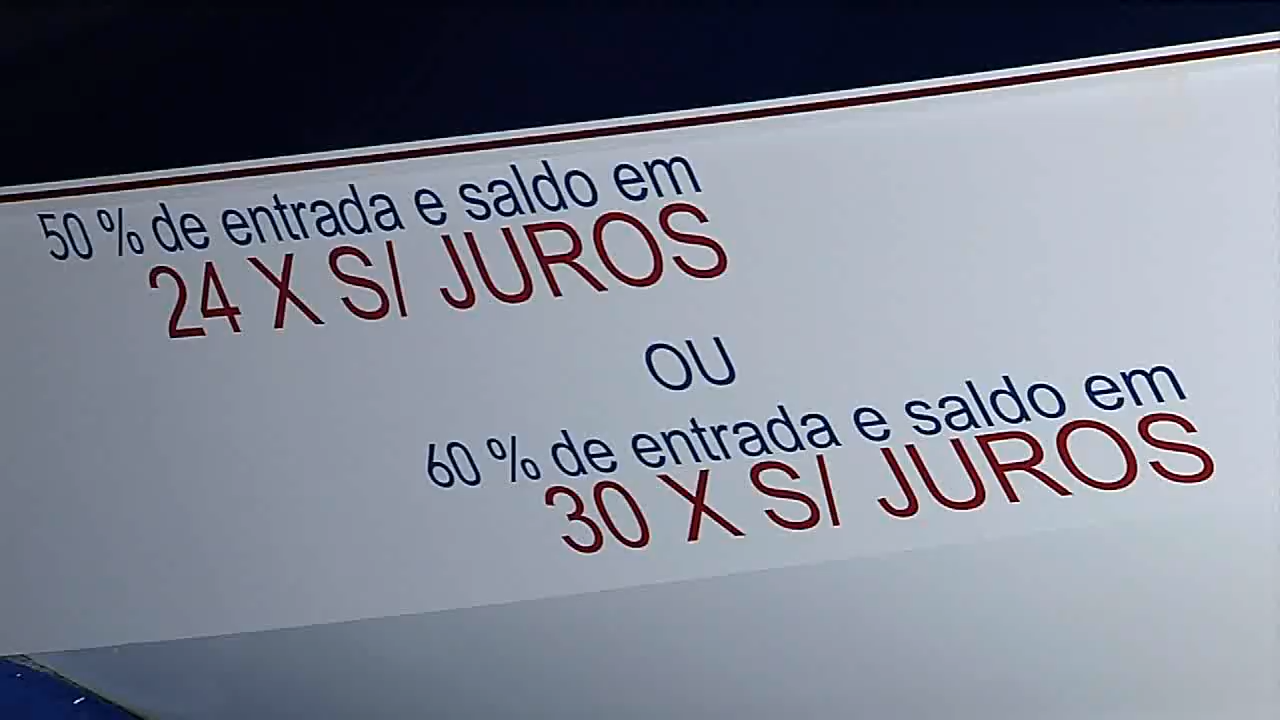 50 % de entrada e saldo em
24 X S/ JUROS
OU
60 % de entrada e saldo em
30 X S/ JUROS